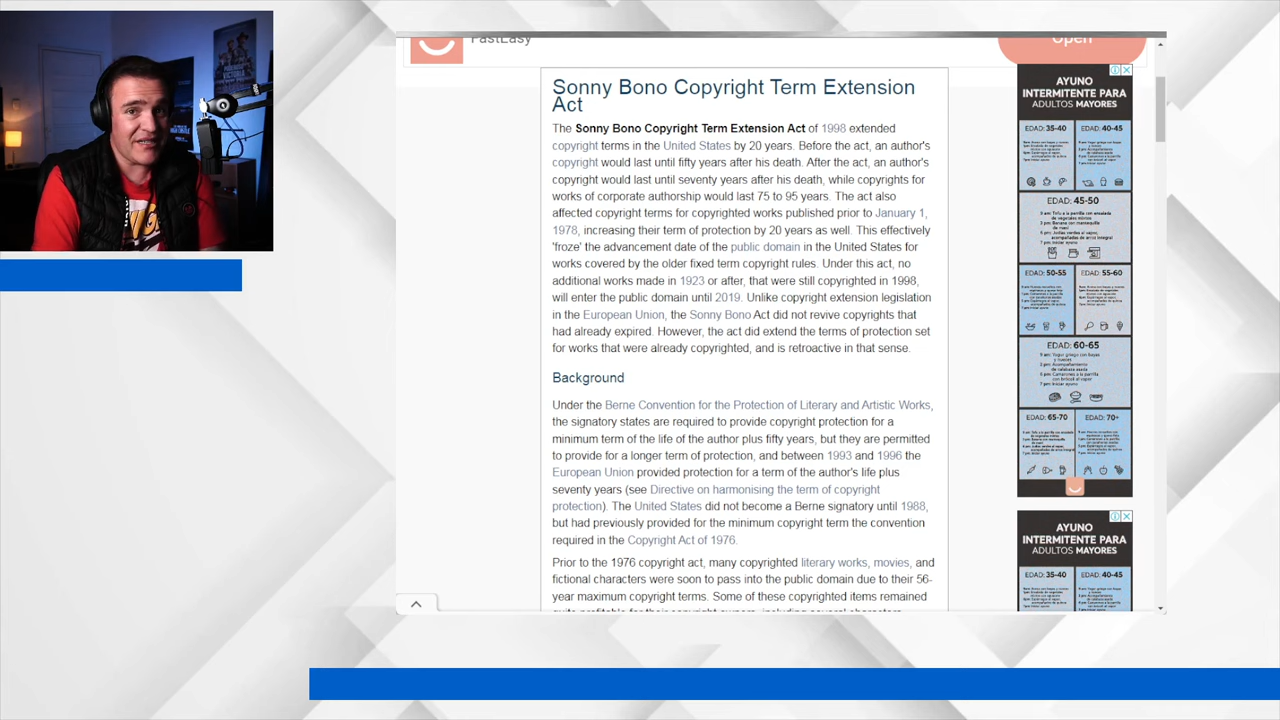 FastEasy
Open
Sonny Bono Copyright Term Extension
Act
The Sonny Bono Copyright Term Extension Act of 1998 extended
copyright terms in the United States by 20 years. Before the act, an author's
copyright would last until fifty years after his death. After the act, an author's
copyright would last until seventy years after his death, while copyrights for
works of corporate authorship would last 75 to 95 years. The act also
affected copyright terms for copyrighted works published prior to January 1,
1978, increasing their term of protection by 20 years as well. This effectively
'froze' the advancement date of the public domain in the United States for
works covered by the older fixed term copyright rules. Under this act, no
additional works made in 1923 or after, that were still copyrighted in 1998,
will enter the public domain until 2019. Unlike copyright extension legislation
in the European Union, the Sonny Bono Act did not revive copyrights that
had already expired. However, the act did extend the terms of protection set
for works that were already copyrighted, and is retroactive in that sense.
Background
Under the Berne Convention for the Protection of Literary and Artistic Works,
the signatory states are required to provide copyright protection for a
minimum term of the life of the author plus fifty years, but they are permitted
to provide for a longer term of protection, and between 1993 and 1996 the
European Union provided protection for a term of the author's life plus
seventy years (see Directive on harmonising the term of copyright
protection). The United States did not become a Berne signatory until 1988,
but had previously provided for the minimum copyright term the convention
required in the Copyright Act of 1976.
Prior to the 1976 copyright act, many copyrighted literary works, movies, and
fictional characters were soon to pass into the public domain due to their 56-
year maximum copyright terms. Some of these copyrighted items remained
quite profitable for their copyright owners, including several characters
AYUNO
INTERMITENTE PARA
ADULTOS MAYORES
EDAD: 35-40
EDAD: 40-45
EDAD: 45-50
EDAD: 50-55
EDAD: 55-60
EDAD: 60-65
EDAD: 65-70
EDAD: 70+
AYUNO
INTERMITENTE PARA
ADULTOS MAYORES
EDAD: 35-40
EDAD: 40-45